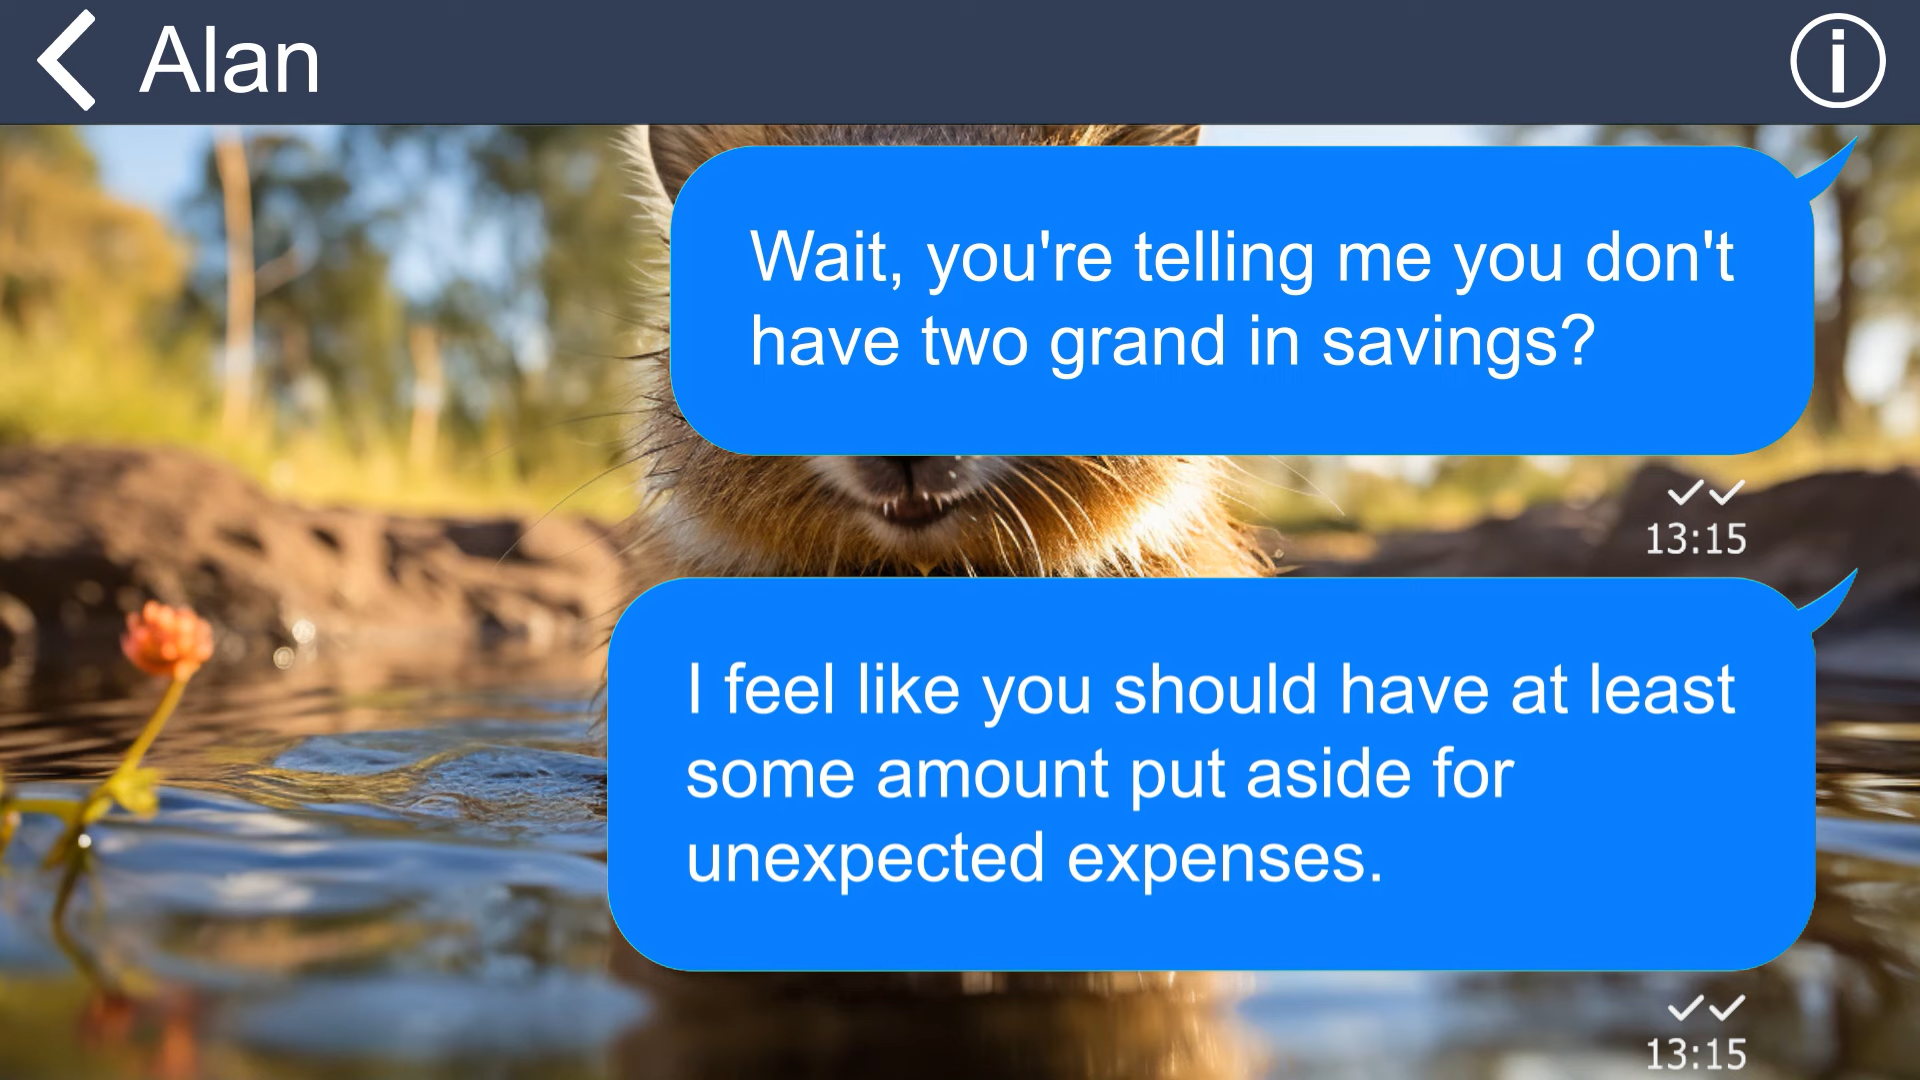 Alan
Wait, you're telling me you don't
have two grand in savings?
13:15
I feel like you should have at least
some amount put aside for
unexpected expenses.
13:15